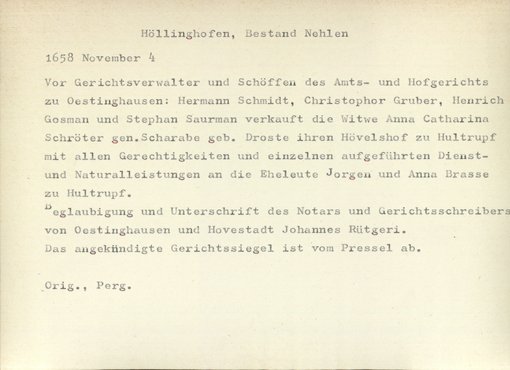 Höllinghofen, Bestand Nehlen
1658 November 4
Vor Gerichtsverwalter und Schöffen des Amts- und Hofgerichts
zu Oestinghausen: Hermann Schmidt, Christophor Gruber, Henrich
Gosman und Stephan Saurman verkauft die Witwe Anna Catharina
Schröter gen.Scharabe geb. Droste ihren Hövelshof zu Hultrupf
mit allen Gerechtigkeiten und einzelnen aufgeführten Dienst-
und Naturalleistungen an die Eheleute Jorgen und Anna Brasse
zu Hultrupf.
Beglaubigung und Unterschrift des Notars und Gerichtsschreibers
von Oestinghausen und Hovestadt Johannes Rütgeri.
Das angekündigte Gerichtssiegel ist vom Pressel ab.
Orig., Perg.